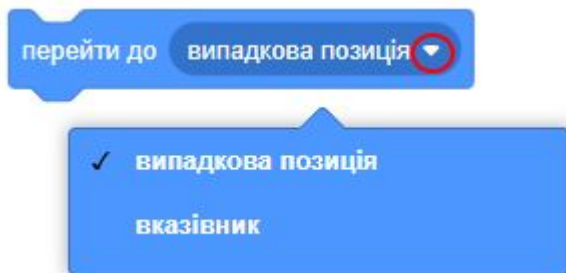 перейти до випадкова позиція
✓ випадкова позиція
вказівник